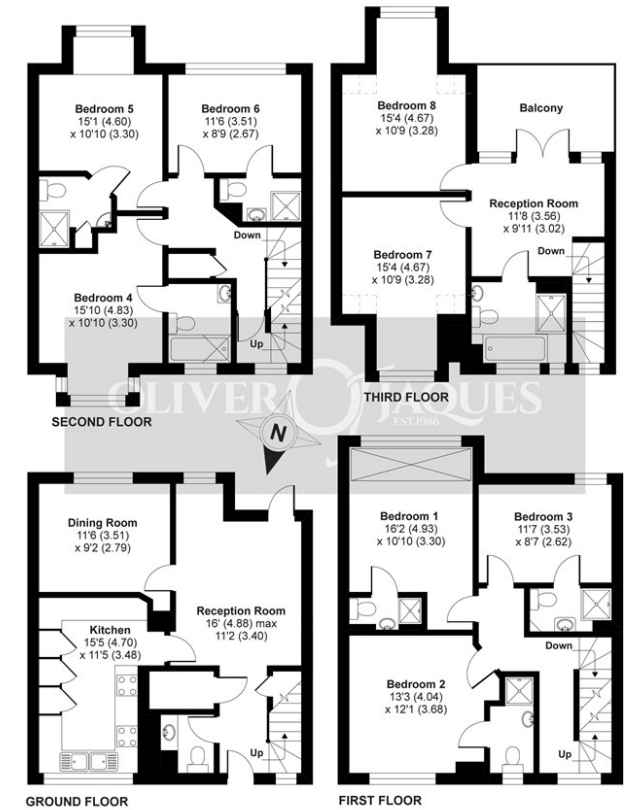 Bedroom 5
15'1 (4.60)
x 10'10 (3.30)
Bedroom 6
11'6 (3.51)
x 8'9 (2.67)
Down
Bedroom 4
15'10 (4.83)
x 10'10 (3.30)
Up
SECOND FLOOR
Bedroom 8
15'4 (4.67)
x 10'9 (3.28)
Balcony
Reception Room
11'8 (3.56)
x 9'11 (3.02)
Down
Bedroom 7
15'4 (4.67)
x 10'9 (3.28)
THIRD FLOOR
OLIVER JAQUES
EST.1986
N
Dining Room
11'6 (3.51)
x 9'2 (2.79)
Reception Room
16' (4.88) max
11'2 (3.40)
Kitchen
15'5 (4.70)
x 11'5 (3.48)
Up
GROUND FLOOR
Bedroom 1
16'2 (4.93)
x 10'10 (3.30)
Bedroom 3
11'7 (3.53)
x 8'7 (2.62)
Down
Bedroom 2
13'3 (4.04)
x 12'1 (3.68)
Up
FIRST FLOOR